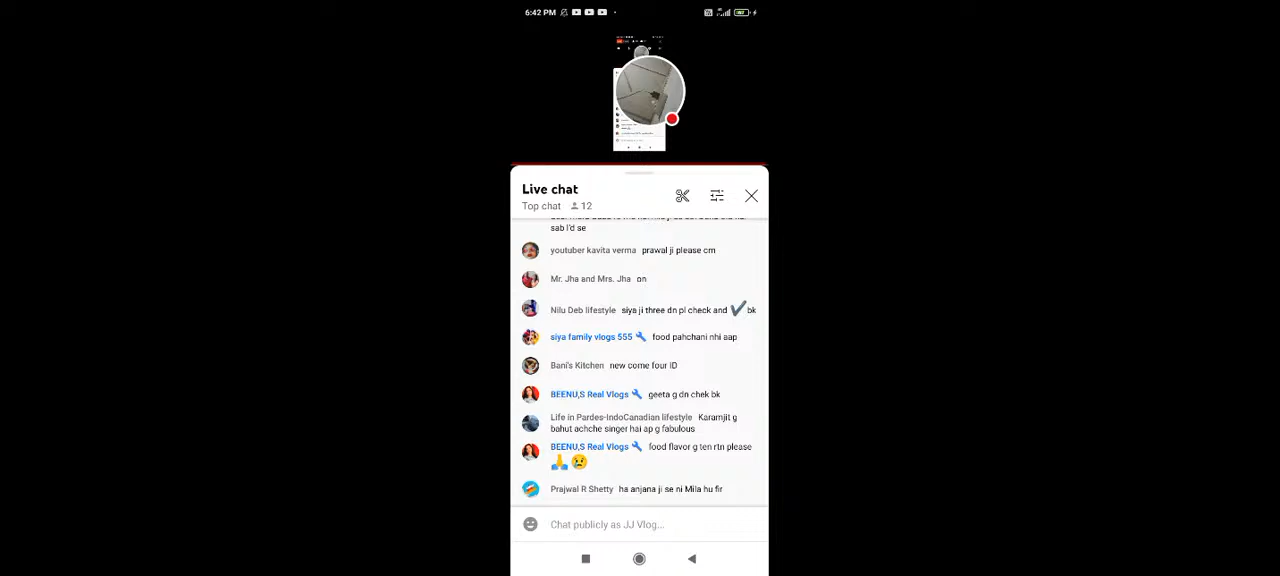 6:42 PM
Live chat
Top chat 12
sab l'd se
youtuber kavita verma prawal ji please cm
Mr. Jha and Mrs. Jha on
Nilu Deb lifestyle siya ji three dn pl check and ✔️bk
siya family vlogs 555 🔧 food pahchani nhi aap
Bani's Kitchen new come four ID
BEENU,S Real Vlogs 🔧 geeta g dn chek bk
Life in Pardes-IndoCanadian lifestyle Karamjit g
bahut achche singer hai ap g fabulous
BEENU,S Real Vlogs 🔧 food flavor g ten rtn please
🙏😢
Prajwal R Shetty ha anjana ji se ni Mila hu fir
Chat publicly as JJ Vlog...